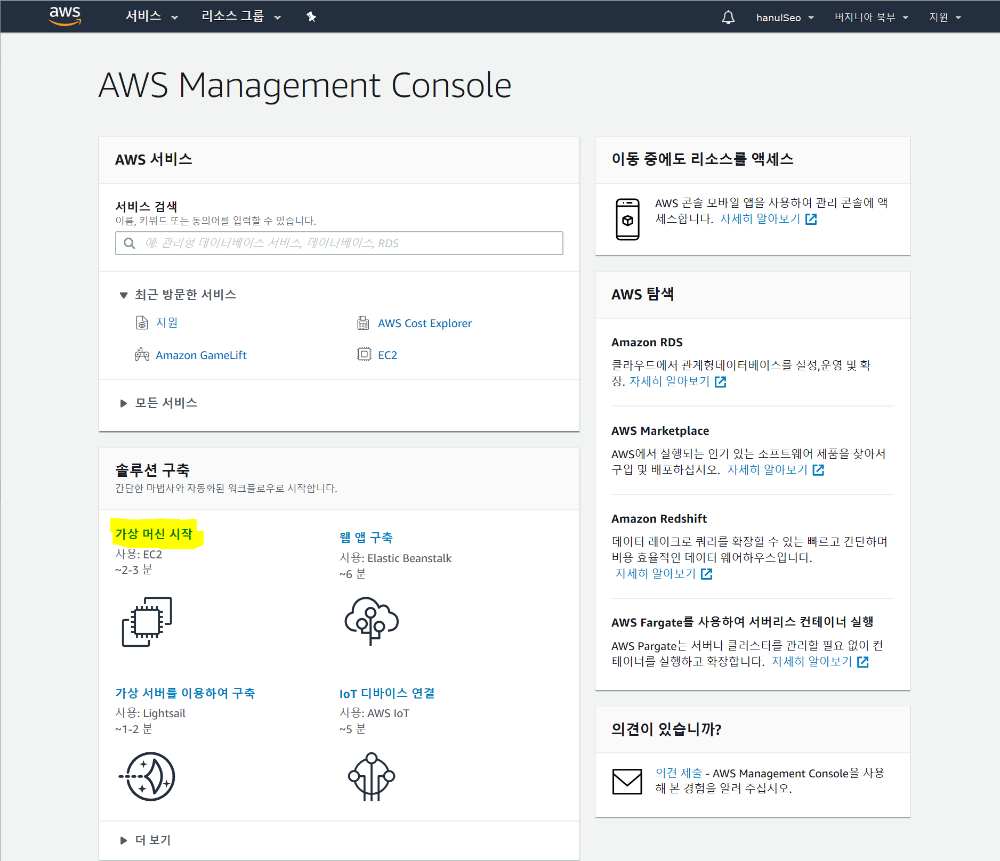 aws
서비스
리소스 그룹
hanulSeo
버지니아 북부
지원
AWS Management Console
AWS 서비스
서비스 검색
이름, 키워드 또는 동의어를 입력할 수 있습니다.
예: 관리형 데이터베이스 서비스, 데이터베이스, RDS
최근 방문한 서비스
지원
AWS Cost Explorer
Amazon GameLift
EC2
모든 서비스
솔루션 구축
간단한 마법사와 자동화된 워크플로우로 시작합니다.
가상 머신 시작
사용: EC2
~2-3 분
웹 앱 구축
사용: Elastic Beanstalk
~6 분
가상 서버를 이용하여 구축
사용: Lightsail
~1-2 분
IoT 디바이스 연결
사용: AWS IoT
~5 분
더 보기
이동 중에도 리소스를 액세스
AWS 콘솔 모바일 앱을 사용하여 관리 콘솔에 액
세스합니다. 자세히 알아보기
AWS 탐색
Amazon RDS
클라우드에서 관계형데이터베이스를 설정,운영 및 확
장. 자세히 알아보기
AWS Marketplace
AWS에서 실행되는 인기 있는 소프트웨어 제품을 찾아서
구입 및 배포하십시오. 자세히 알아보기
Amazon Redshift
데이터 레이크로 쿼리를 확장할 수 있는 빠르고 간단하며
비용 효율적인 데이터 웨어하우스입니다.
자세히 알아보기
AWS Fargate를 사용하여 서버리스 컨테이너 실행
AWS Pargate는 서버나 클러스터를 관리할 필요 없이 컨
테이너를 실행하고 확장합니다. 자세히 알아보기
의견이 있습니까?
의견 제출 - AWS Management Console을 사용
해 본 경험을 알려 주십시오.